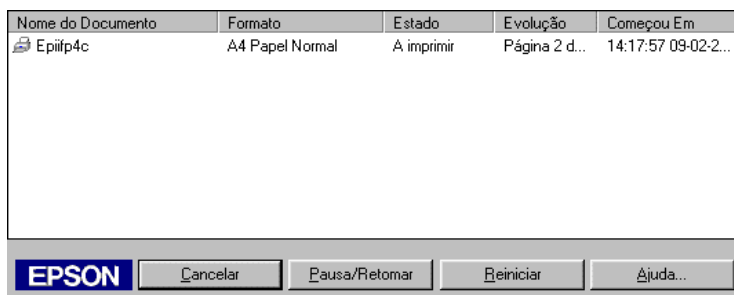 Nome do Documento Formato Estado Evolução Começou Em
Epiifp4c A4 Papel Normal A imprimir Página 2 d... 14:17:57 09-02-2...
EPSON Cancelar Pausa/Retomar Reiniciar Ajuda...